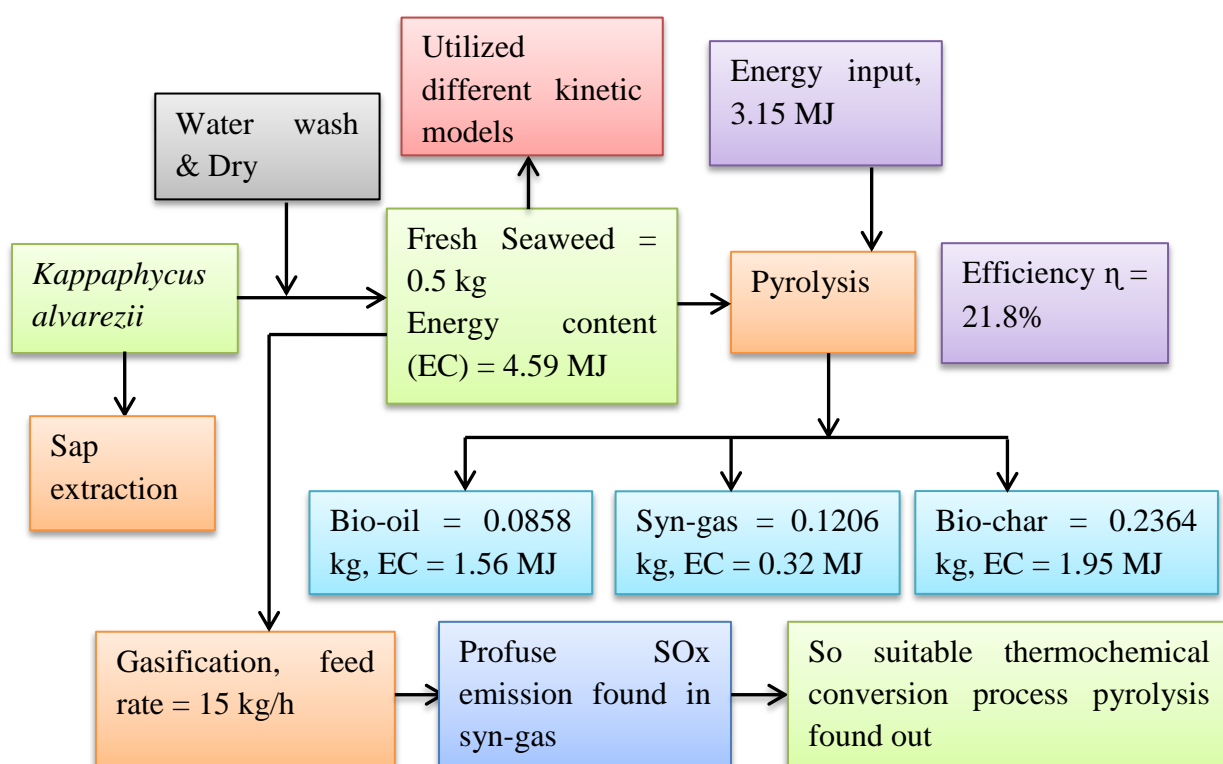 Utilized
different kinetic
models
Energy input,
3.15 MJ
Water wash
& Dry
Kappaphycus
alvarezii
Fresh Seaweed =
0.5 kg
Energy content
(EC) = 4.59 MJ
Pyrolysis
Efficiency η =
21.8%
Sap
extraction
Bio-oil = 0.0858
kg, EC = 1.56 MJ
Syn-gas = 0.1206
kg, EC = 0.32 MJ
Bio-char = 0.2364
kg, EC = 1.95 MJ
Gasification, feed
rate = 15 kg/h
Profuse SOx
emission found in
syn-gas
So suitable thermochemical
conversion process pyrolysis
found out